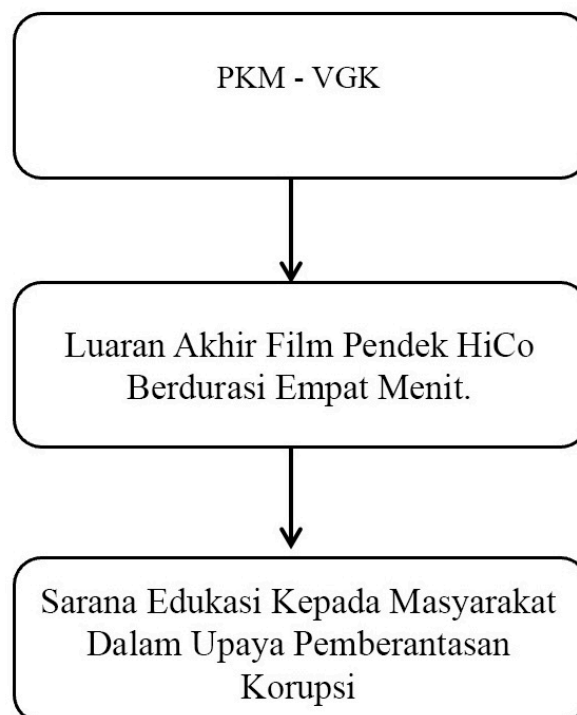 PKM - VGK
Luaran Akhir Film Pendek HiCo
Berdurasi Empat Menit.
Sarana Edukasi Kepada Masyarakat
Dalam Upaya Pemberantasan
Korupsi